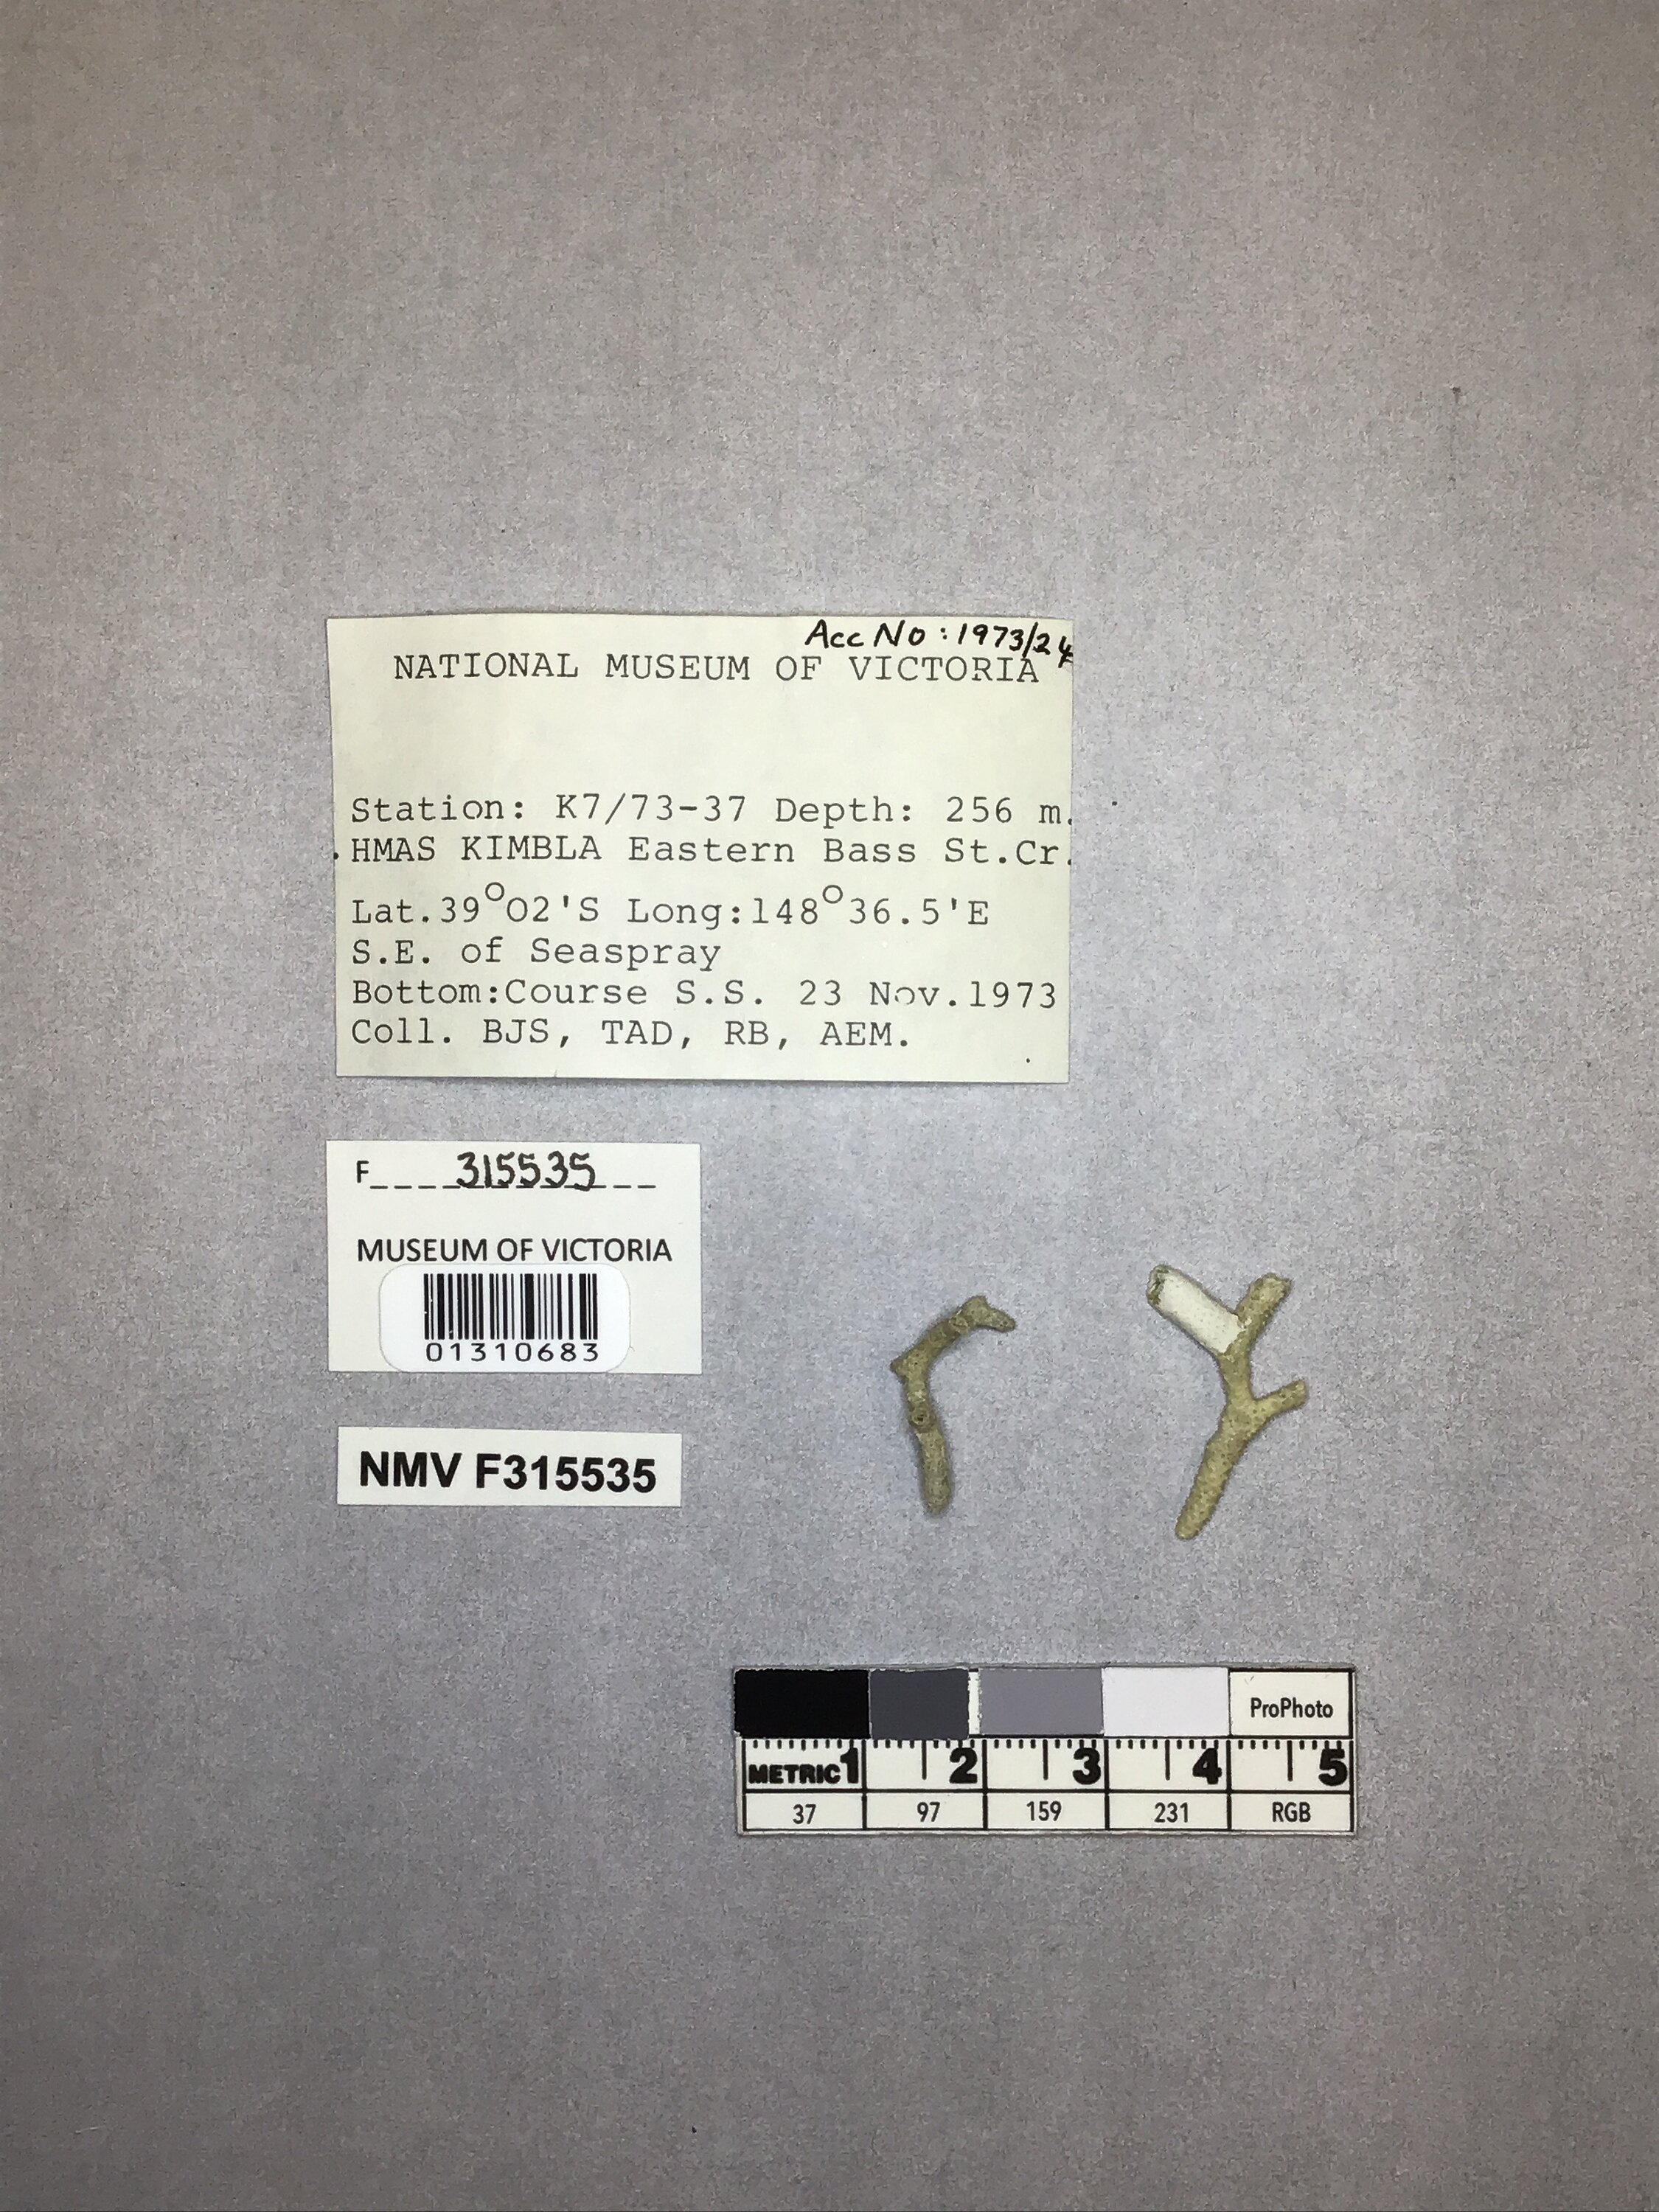 Acc No: 1973/24
NATIONAL MUSEUM OF VICTORIA
Station: K7/73-37 Depth: 256 m.
HMAS KIMBLA Eastern Bass St.Cr.
Lat.39°02'S Long:148°36.5'E
S.E. of Seaspray
Bottom:Course S.S. 23 Nov.1973
Coll. BJS, TAD, RB, AEM.
F____315535___
MUSEUM OF VICTORIA
01310683
NMV F315535
ProPhoto
METRIC 1 2 3 4 5
37 97 159 231 RGB